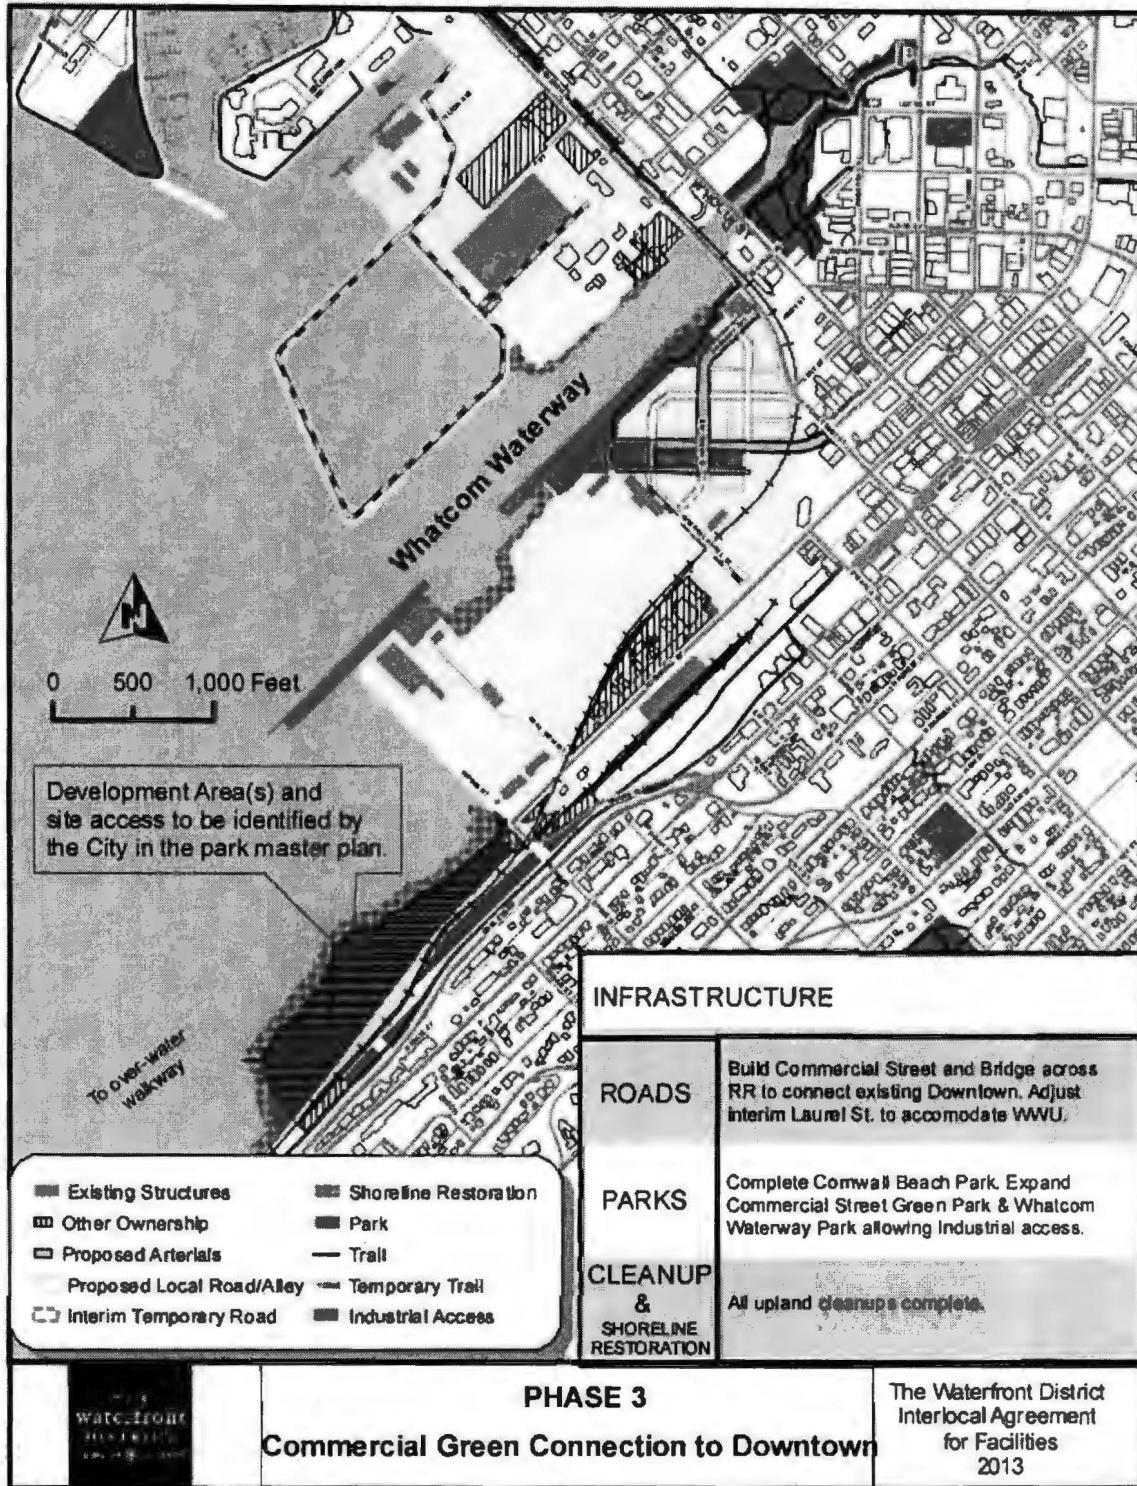 Whatcom Waterway
N
0 500 1,000 Feet
Development Area(s) and
site access to be identified by
the City in the park master plan.
To over-water
walkway
Existing Structures
Other Ownership
Proposed Arterials
Proposed Local Road/Alley
Interim Temporary Road
Shoreline Restoration
Park
Trail
Temporary Trail
Industrial Access
INFRASTRUCTURE
ROADS
Build Commercial Street and Bridge across
RR to connect existing Downtown. Adjust
interim Laurel St. to accomodate WWU.
PARKS
Complete Cornwall Beach Park. Expand
Commercial Street Green Park & Whatcom
Waterway Park allowing Industrial access.
CLEANUP
&
SHORELINE
RESTORATION
All upland cleanups complete.
waterfront
DISTRICT
PHASE 3
Commercial Green Connection to Downtown
The Waterfront District
Interlocal Agreement
for Facilities
2013